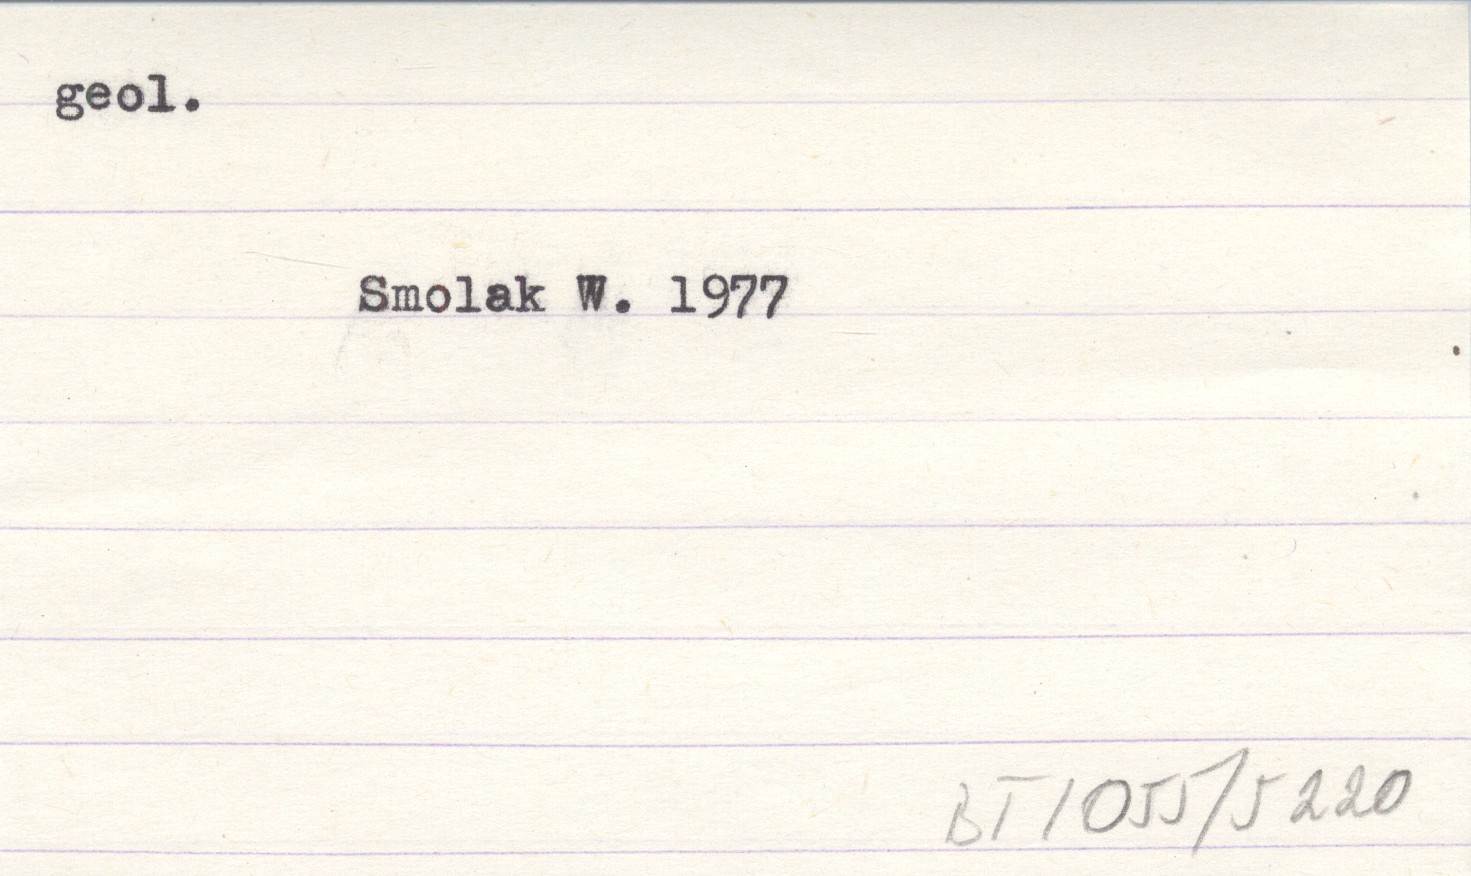 geol.
Smolak W. 1977
BT1055/5220